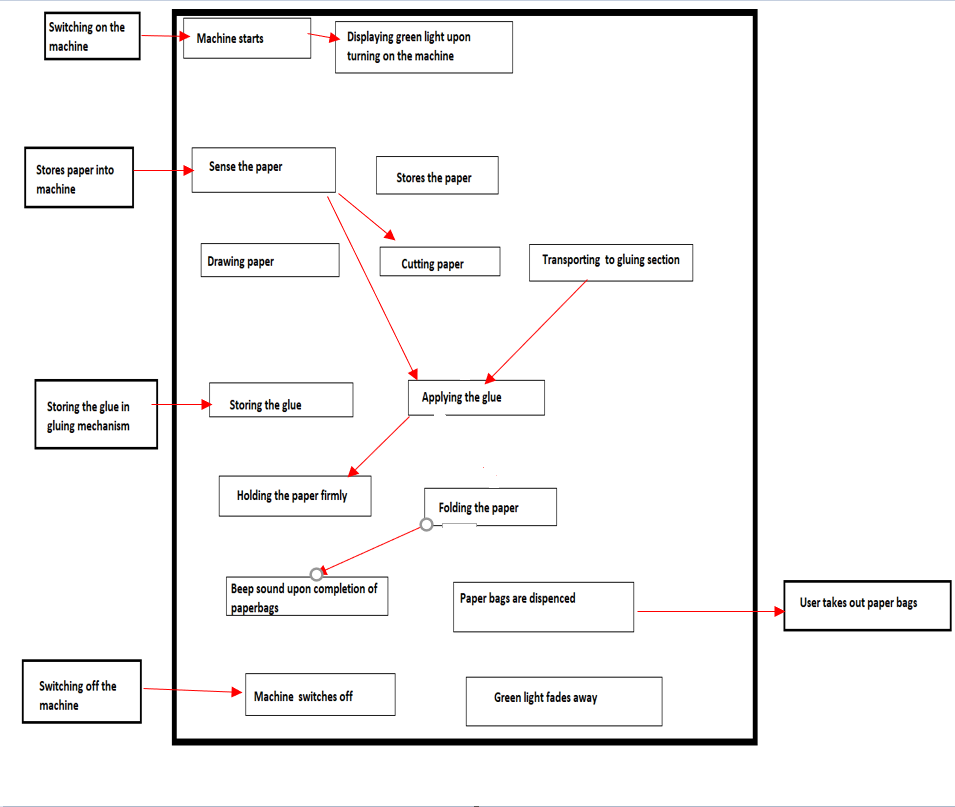 Switching on the
machine
Machine starts
Displaying green light upon
turning on the machine
Stores paper into
machine
Sense the paper
Stores the paper
Drawing paper
Cutting paper
Transporting to gluing section
Storing the glue in
gluing mechanism
Storing the glue
Applying the glue
Holding the paper firmly
Folding the paper
Beep sound upon completion of
paperbags
Paper bags are dispenced
User takes out paper bags
Switching off the
machine
Machine switches off
Green light fades away